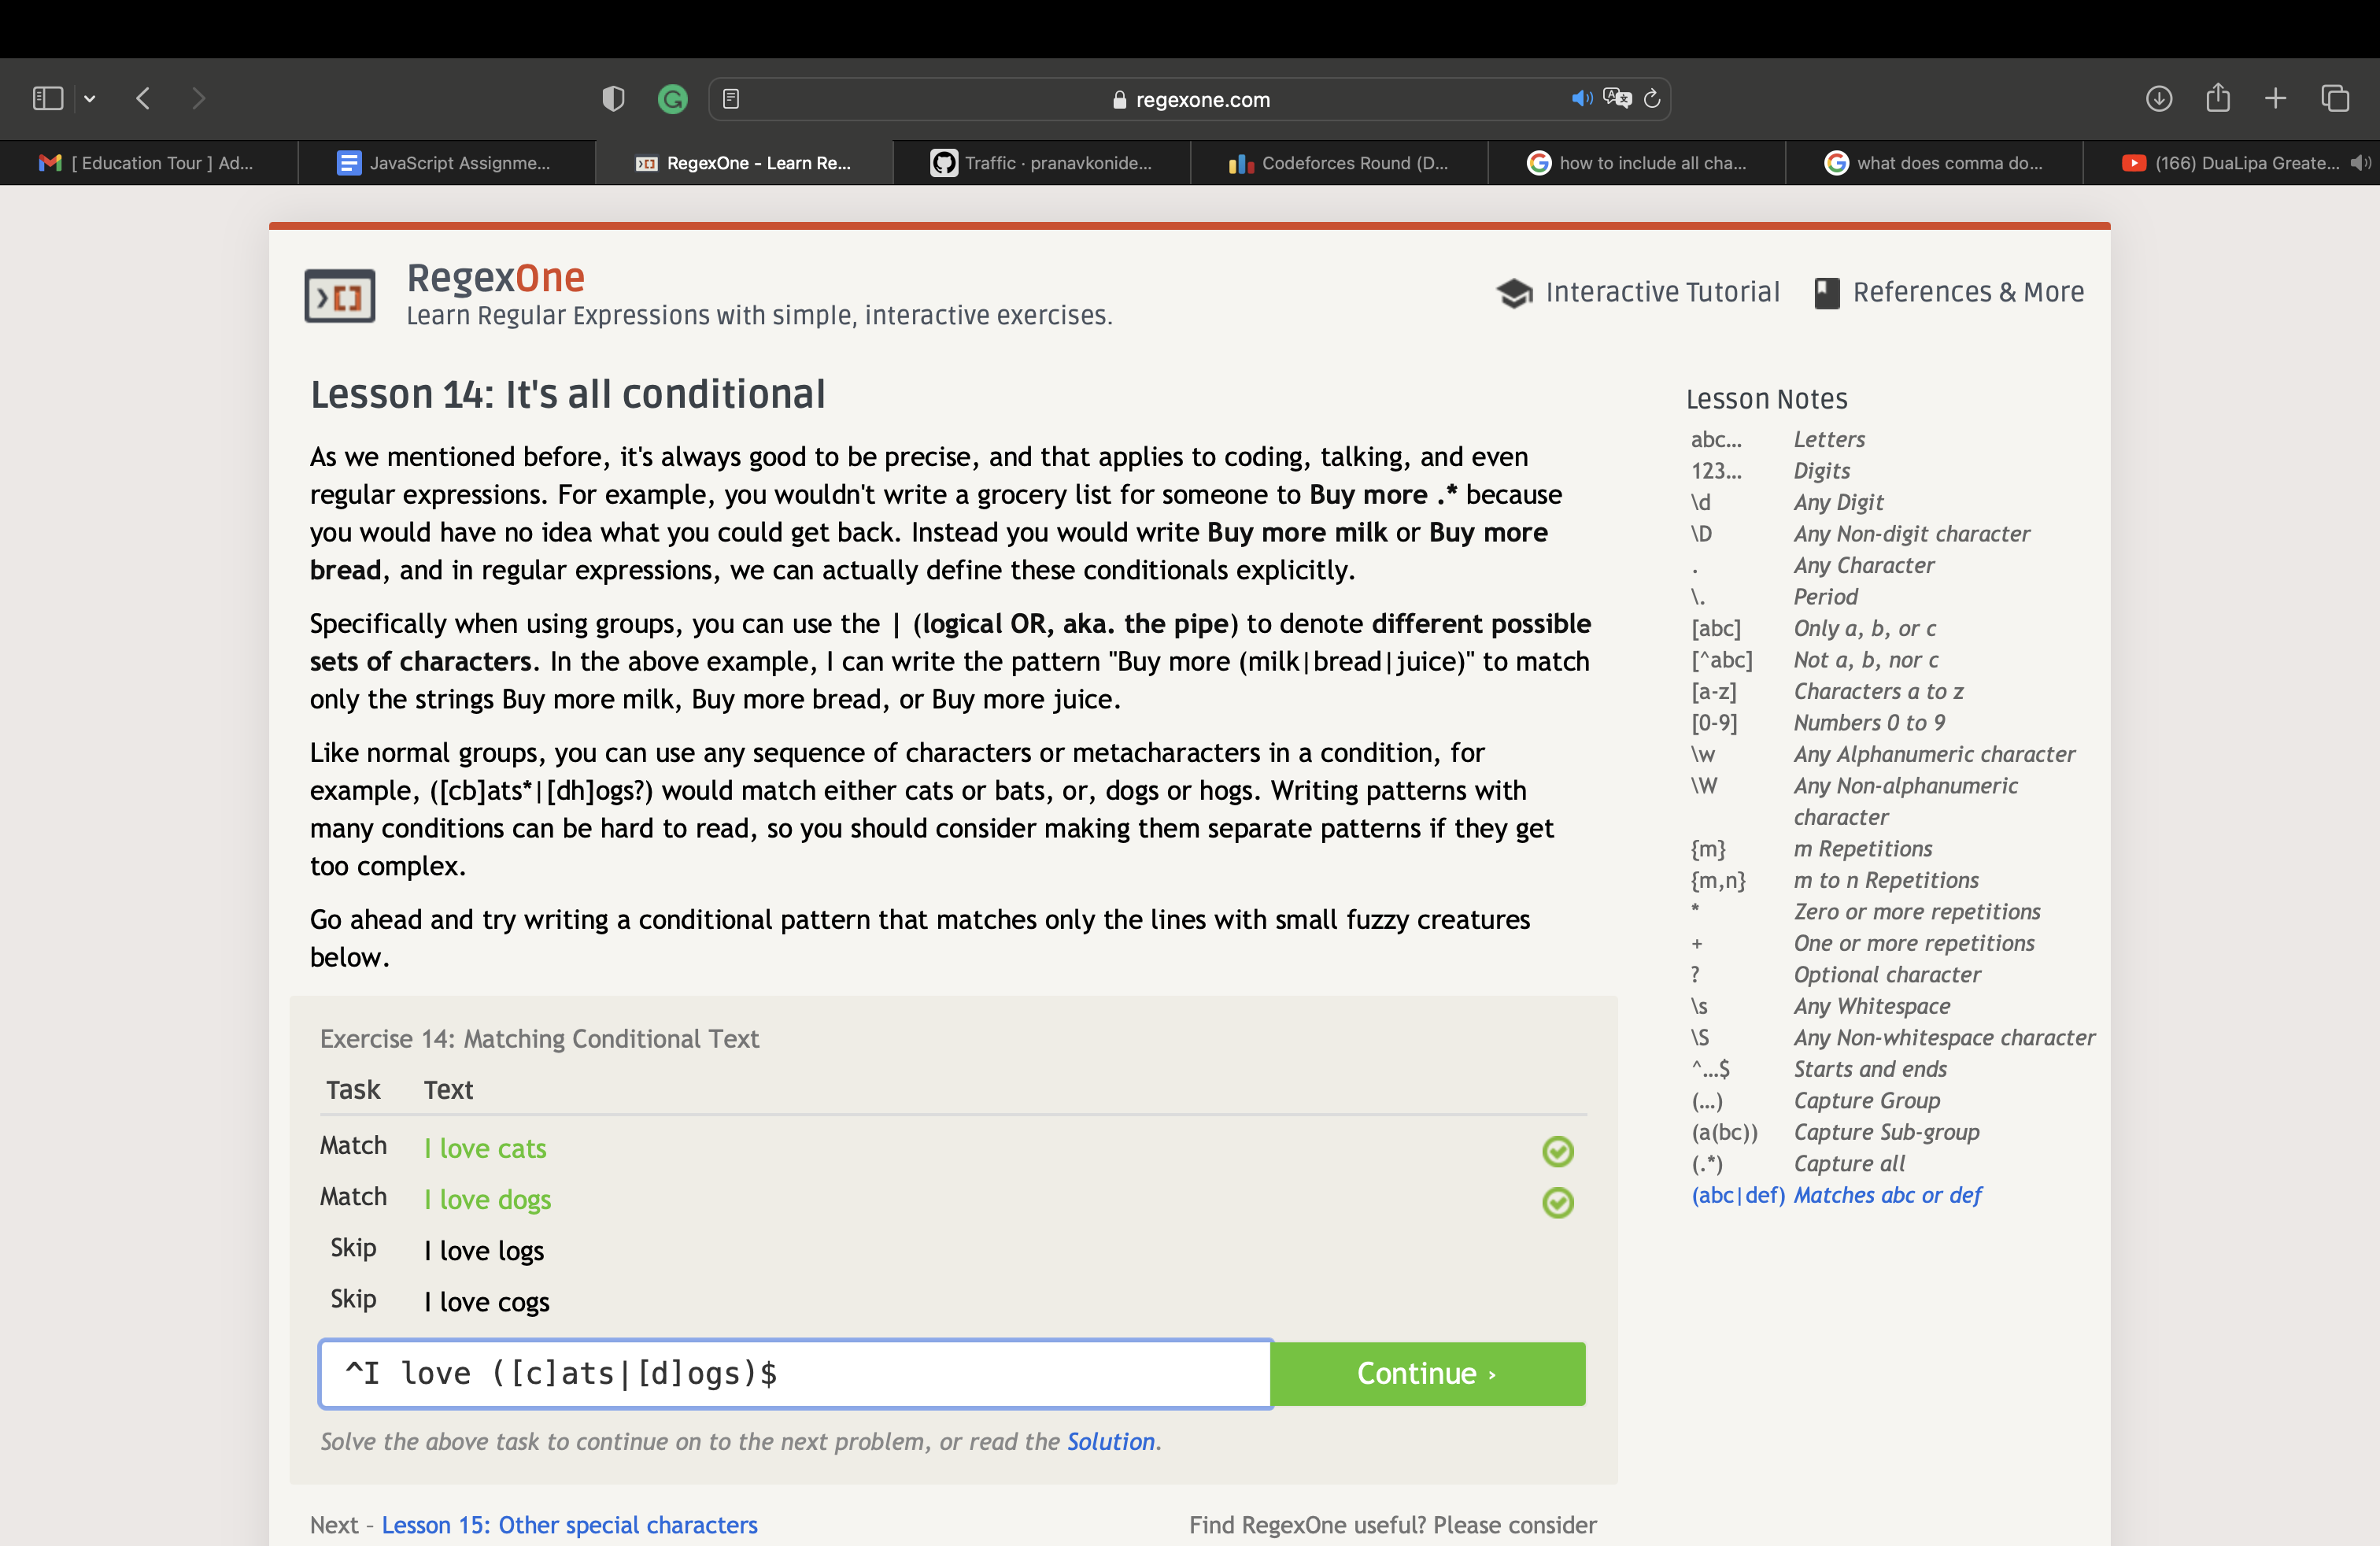 regexone.com
[ Education Tour ] Ad...
JavaScript Assignme...
RegexOne - Learn Re...
Traffic · pranavkonide...
Codeforces Round (D...
how to include all cha...
what does comma do...
(166) DuaLipa Greate...
RegexOne
Learn Regular Expressions with simple, interactive exercises.
Interactive Tutorial
References & More
Lesson 14: It's all conditional
As we mentioned before, it's always good to be precise, and that applies to coding, talking, and even
regular expressions. For example, you wouldn't write a grocery list for someone to Buy more .* because
you would have no idea what you could get back. Instead you would write Buy more milk or Buy more
bread, and in regular expressions, we can actually define these conditionals explicitly.
Specifically when using groups, you can use the | (logical OR, aka. the pipe) to denote different possible
sets of characters. In the above example, I can write the pattern "Buy more (milk|bread|juice)" to match
only the strings Buy more milk, Buy more bread, or Buy more juice.
Like normal groups, you can use any sequence of characters or metacharacters in a condition, for
example, ([cb]ats*|[dh]ogs?) would match either cats or bats, or, dogs or hogs. Writing patterns with
many conditions can be hard to read, so you should consider making them separate patterns if they get
too complex.
Go ahead and try writing a conditional pattern that matches only the lines with small fuzzy creatures
below.
Exercise 14: Matching Conditional Text
Task Text
Match I love cats
Match I love dogs
Skip I love logs
Skip I love cogs
^I love ([c]ats|[d]ogs)$
Continue ›
Solve the above task to continue on to the next problem, or read the Solution.
Next – Lesson 15: Other special characters
Find RegexOne useful? Please consider
Lesson Notes
abc… Letters
123… Digits
\d Any Digit
\D Any Non-digit character
. Any Character
\. Period
[abc] Only a, b, or c
[^abc] Not a, b, nor c
[a-z] Characters a to z
[0-9] Numbers 0 to 9
\w Any Alphanumeric character
\W Any Non-alphanumeric
character
{m} m Repetitions
{m,n} m to n Repetitions
* Zero or more repetitions
+ One or more repetitions
? Optional character
\s Any Whitespace
\S Any Non-whitespace character
^…$ Starts and ends
(…) Capture Group
(a(bc)) Capture Sub-group
(.*) Capture all
(abc|def) Matches abc or def